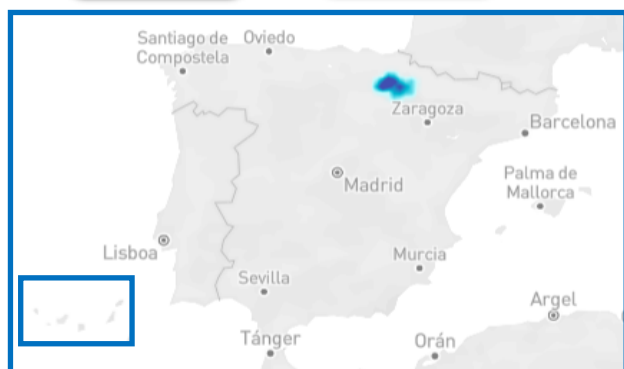 Santiago de
Compostela
Oviedo
Zaragoza
Barcelona
Madrid
Palma de
Mallorca
Lisboa
Murcia
Sevilla
Argel
Tánger
Orán